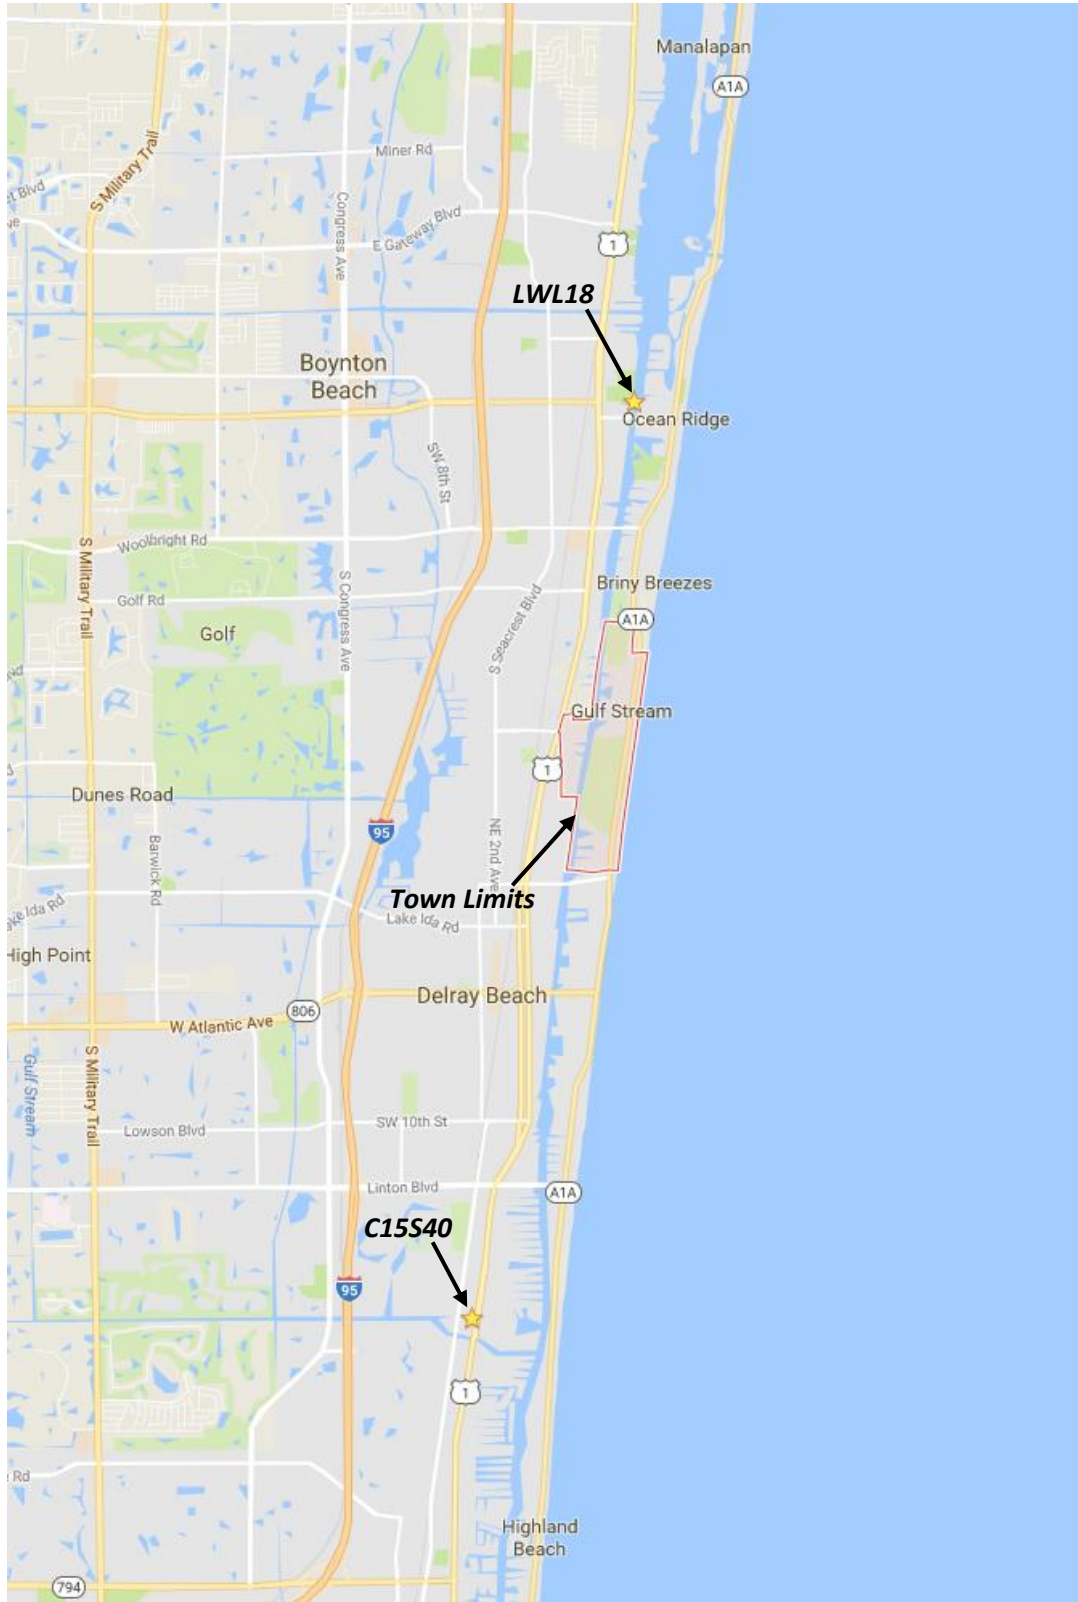 Manalapan
A1A
S Military Trail
Miner Rd
Congress Ave
E Gateway Blvd
1
LWL18
Boynton
Beach
Ocean Ridge
SW 8th St
Woolbright Rd
S Military Trail
S Congress Ave
Golf Rd
Golf
S Seacrest Blvd
Briny Breezes
A1A
Gulf Stream
1
Dunes Road
95
Barwick Rd
NE 2nd Ave
Town Limits
Lake Ida Rd
ake Ida Rd
High Point
Delray Beach
806
W Atlantic Ave
Gulf Stream
S Military Trail
SW 10th St
Lowson Blvd
Linton Blvd
A1A
C15S40
95
1
Rd
Highland
Beach
794